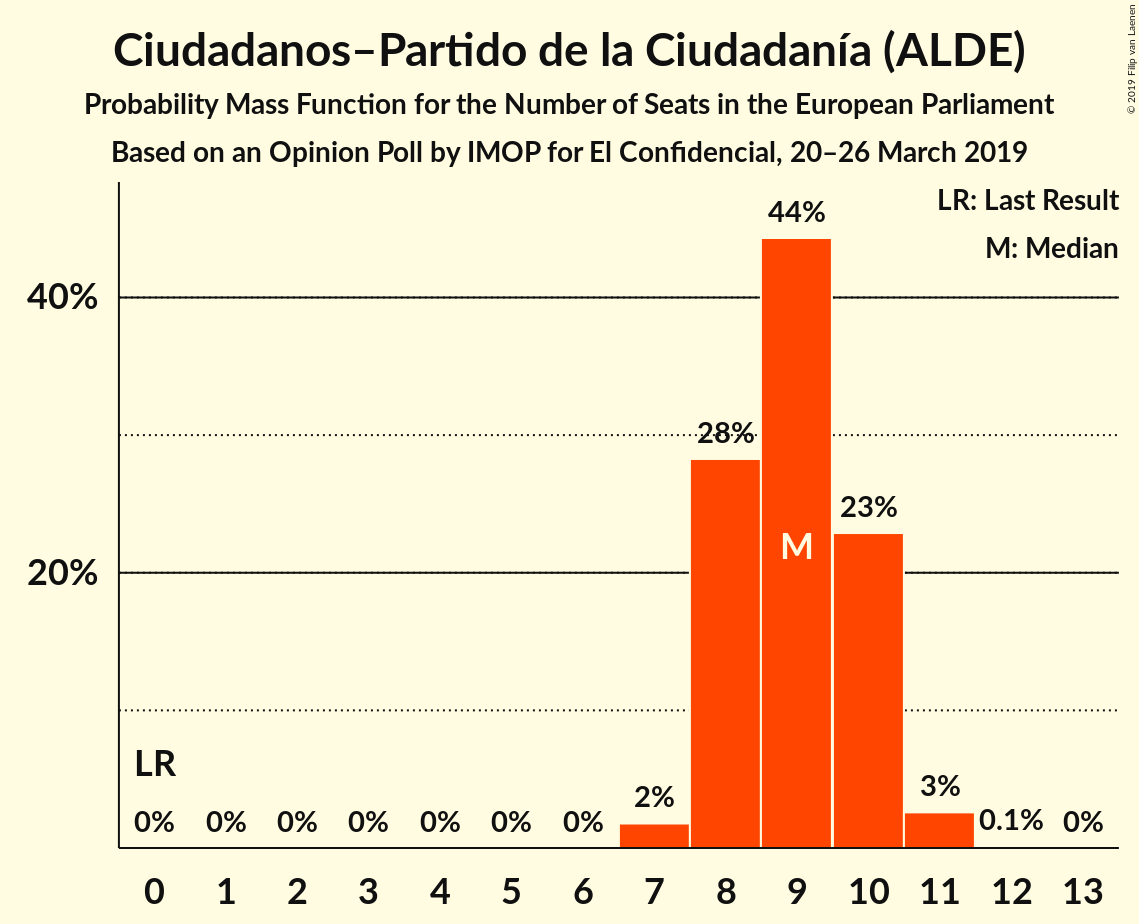 Ciudadanos–Partido de la Ciudadanía (ALDE)
Probability Mass Function for the Number of Seats in the European Parliament
Based on an Opinion Poll by IMOP for El Confidencial, 20–26 March 2019
© 2019 Filip van Laenen
LR: Last Result
M: Median
44%
40%
28%
23%
M
20%
LR
2%
3%
0% 0% 0% 0% 0% 0% 0% 0.1% 0%
0 1 2 3 4 5 6 7 8 9 10 11 12 13